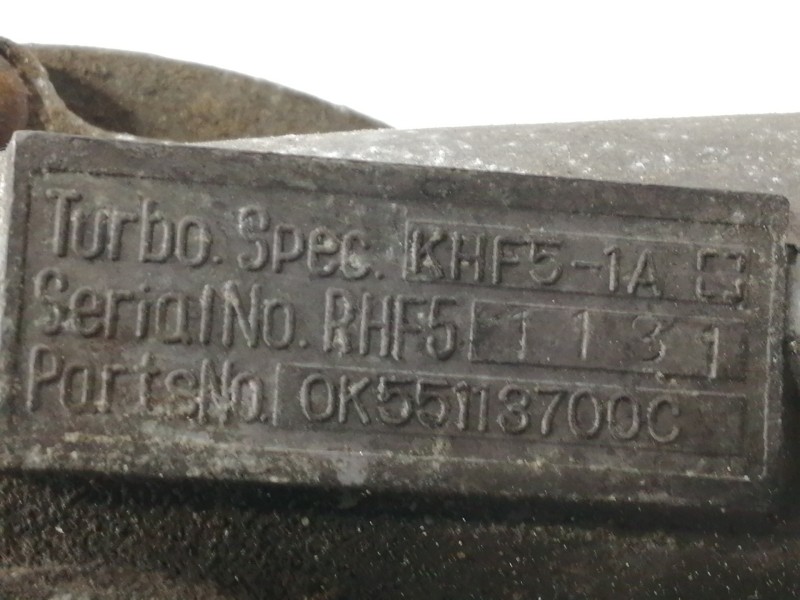 Turbo. Spec. KHF5-1A
Serial No. RHF5 1131
Parts No. 0K55113700C